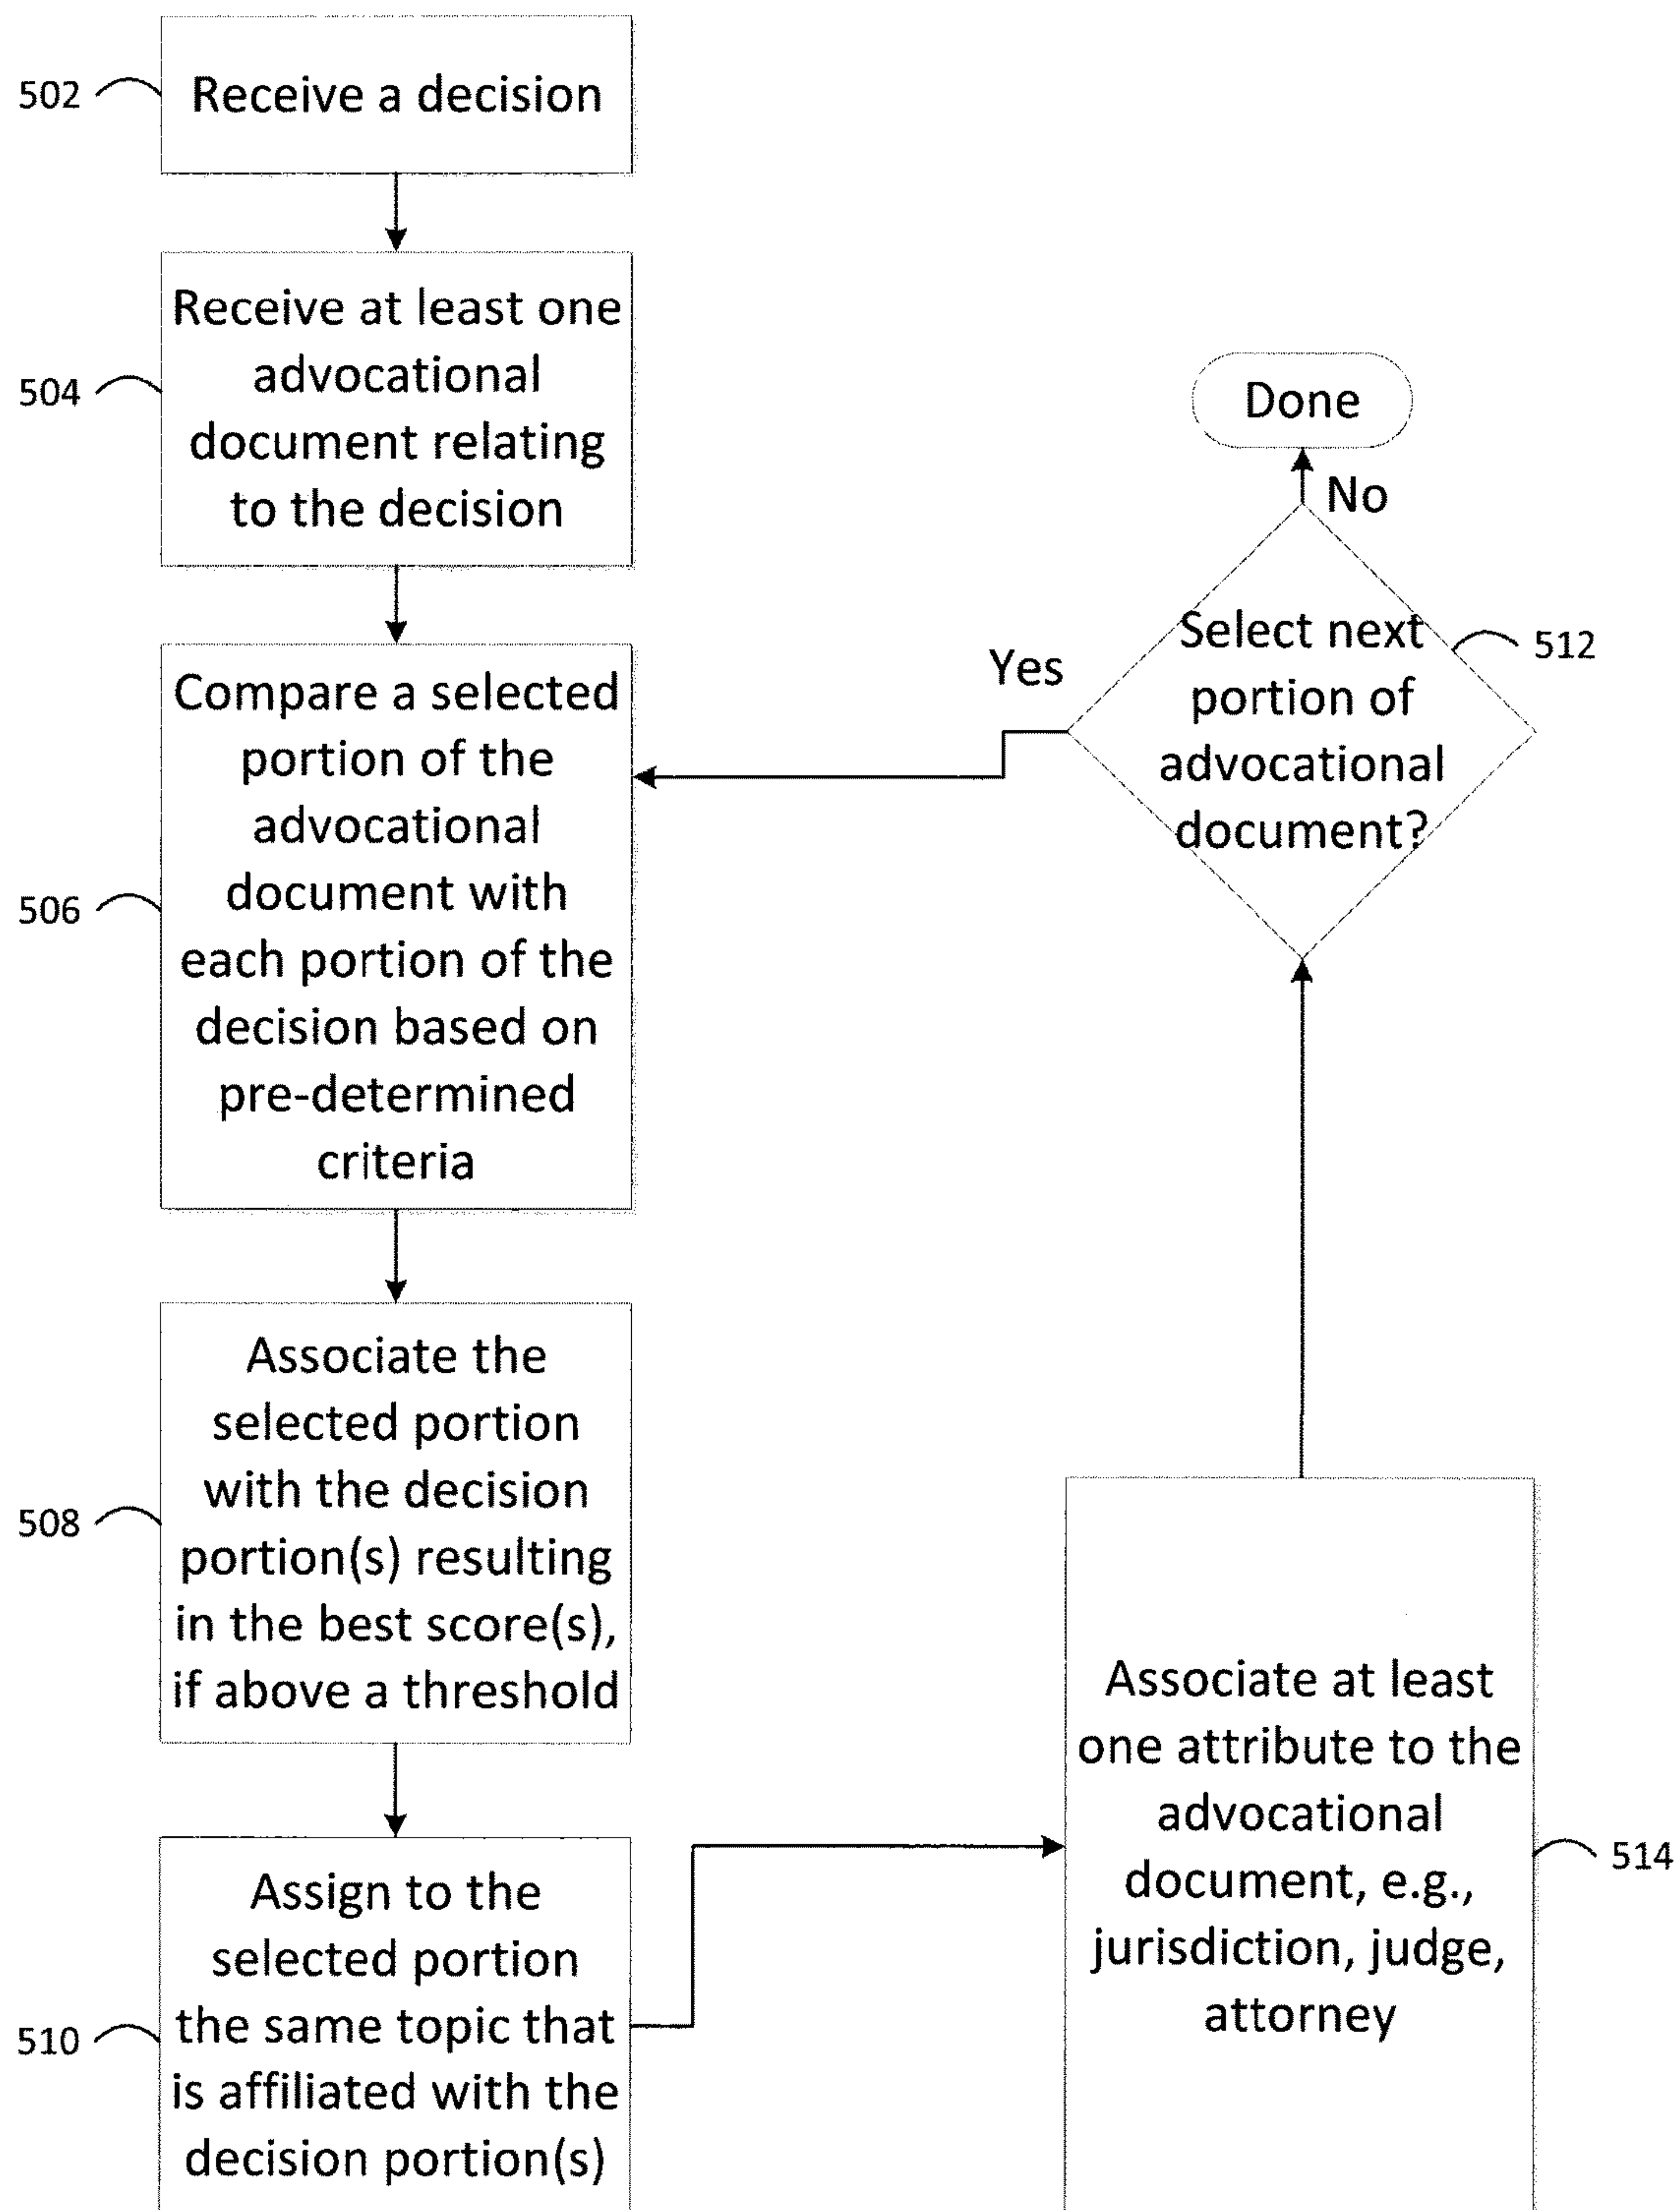 502
Receive a decision
504
Receive at least one
advocational
document relating
to the decision
506
Compare a selected
portion of the
advocational
document with
each portion of the
decision based on
pre-determined
criteria
508
Associate the
selected portion
with the decision
portion(s) resulting
in the best score(s),
if above a threshold
510
Assign to the
selected portion
the same topic that
is affiliated with the
decision portion(s)
Associate at least
one attribute to the
advocational
document, e.g.,
jurisdiction, judge,
attorney
514
Select next
portion of
advocational
document?
512
Yes
No
Done